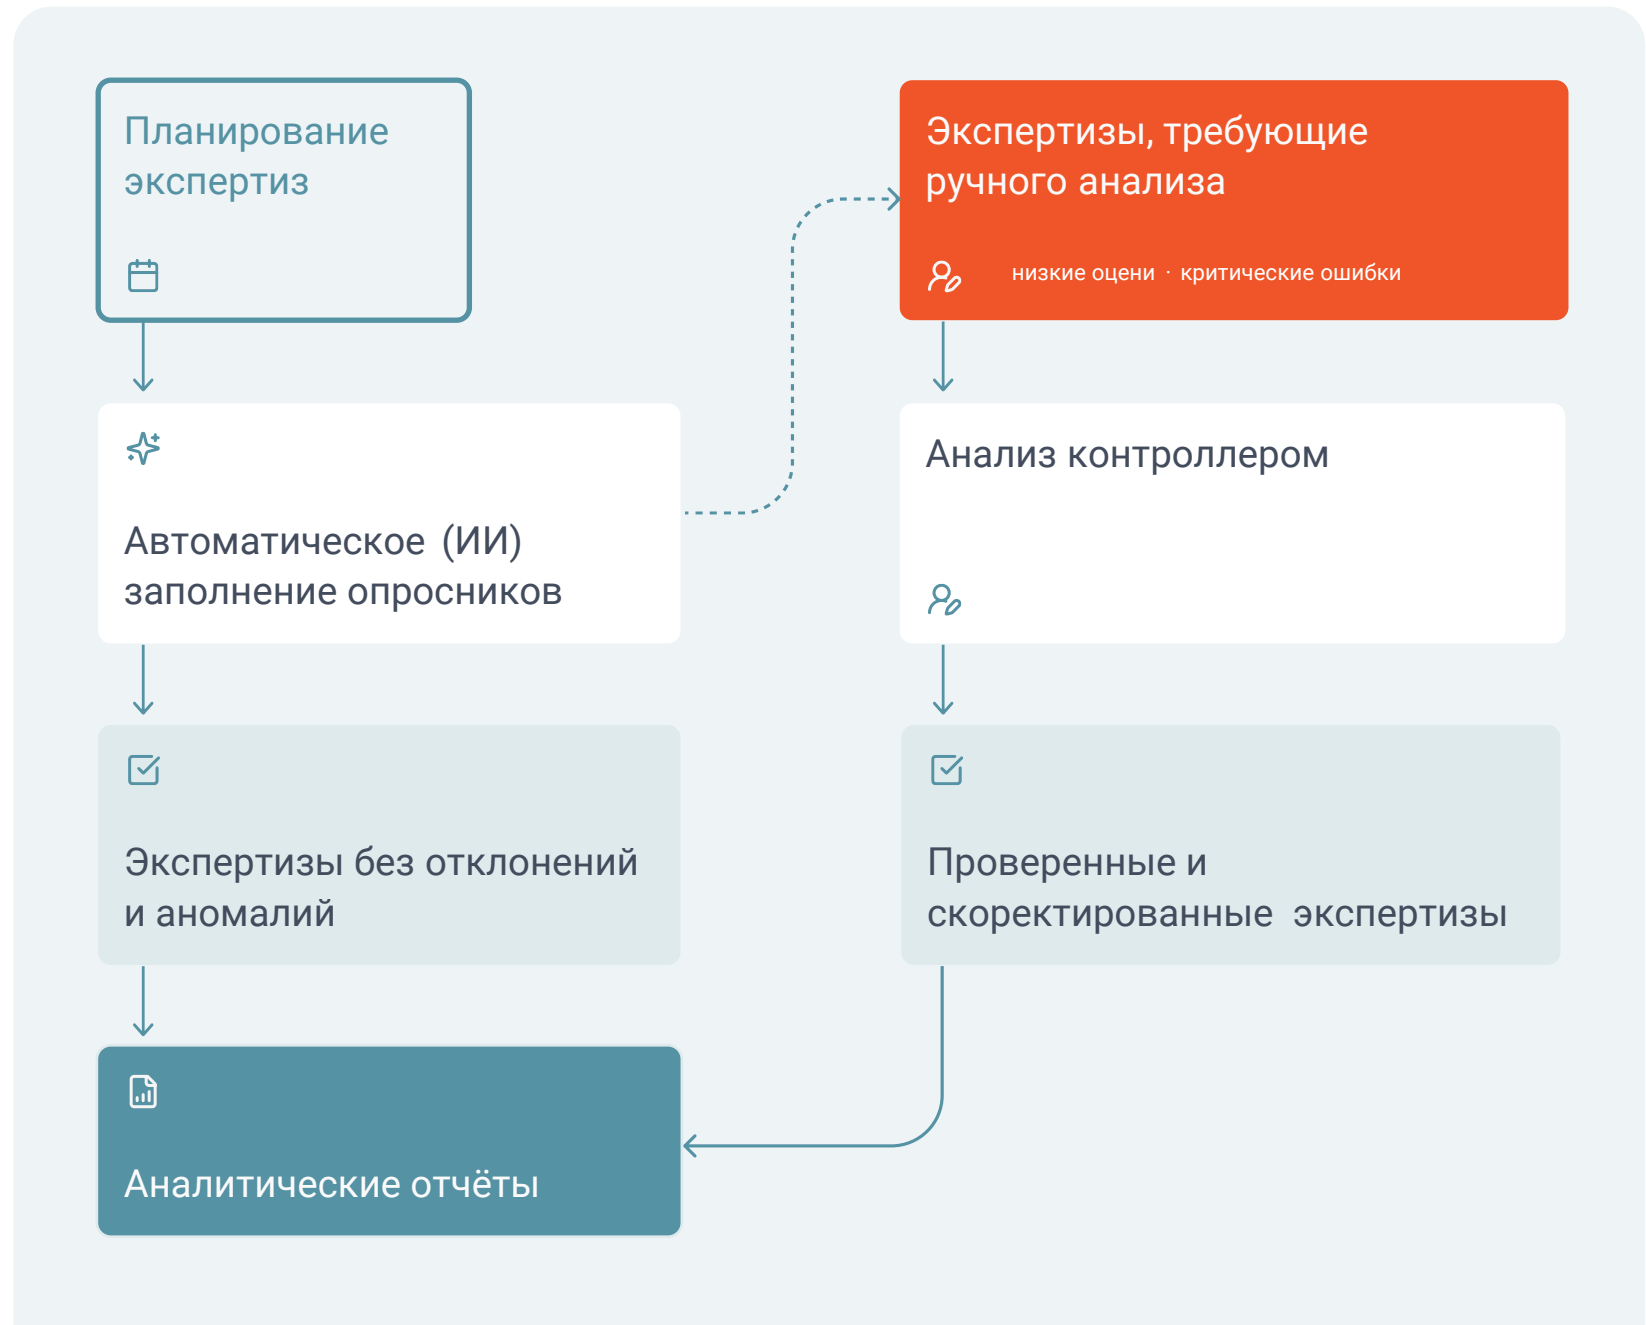 Планирование
экспертиз
Автоматическое (ИИ)
заполнение опросников
Экспертизы без отклонений
и аномалий
Аналитические отчёты
Экспертизы, требующие
ручного анализа
низкие оцени · критические ошибки
Анализ контроллером
Проверенные и
скоректированные экспертизы